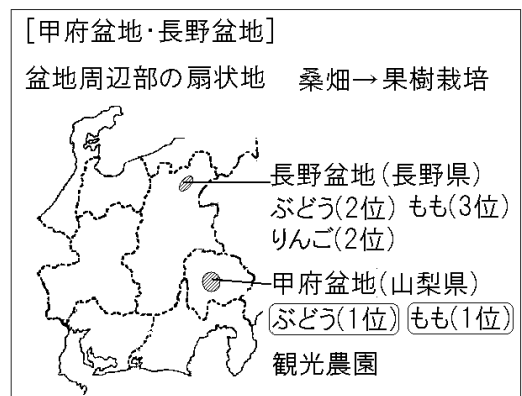 [甲府盆地・長野盆地]
盆地周辺部の扇状地 桑畑→果樹栽培
長野盆地(長野県)
ぶどう(2位) もも(3位)
りんご(2位)
甲府盆地(山梨県)
ぶどう(1位) もも(1位)
観光農園